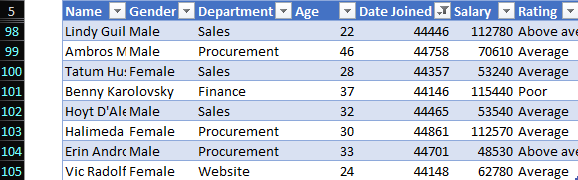 5 Name Gender Department Age Date Joined Salary Rating
98 Lindy Guil Male Sales 22 44446 112780 Above ave
99 Ambros M Male Procurement 46 44758 70610 Average
100 Tatum Hu Female Sales 28 44357 53240 Average
101 Benny Karolovsky Finance 37 44146 115440 Poor
102 Hoyt D'Ale Male Sales 32 44465 53540 Average
103 Halimeda Female Procurement 30 44861 112570 Average
104 Erin Andr Male Procurement 33 44701 48530 Above ave
105 Vic Radolf Female Website 24 44148 62780 Average